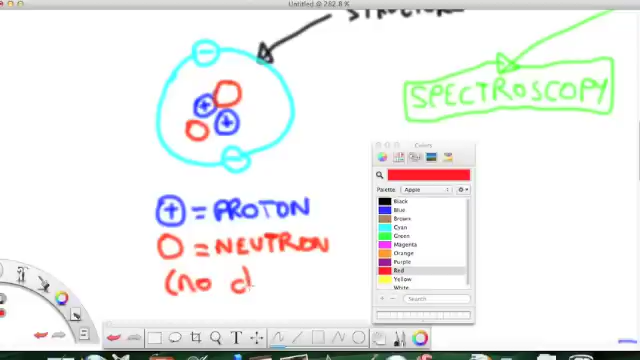 Untitled @ 282.8 %
STRUCTURE
SPECTROSCOPY
Colors
Palette Apple
Black
Blue
Brown
Cyan
Green
Magenta
Orange
Purple
Red
Yellow
White
Search
+ = PROTON
O = NEUTRON
(no c
T